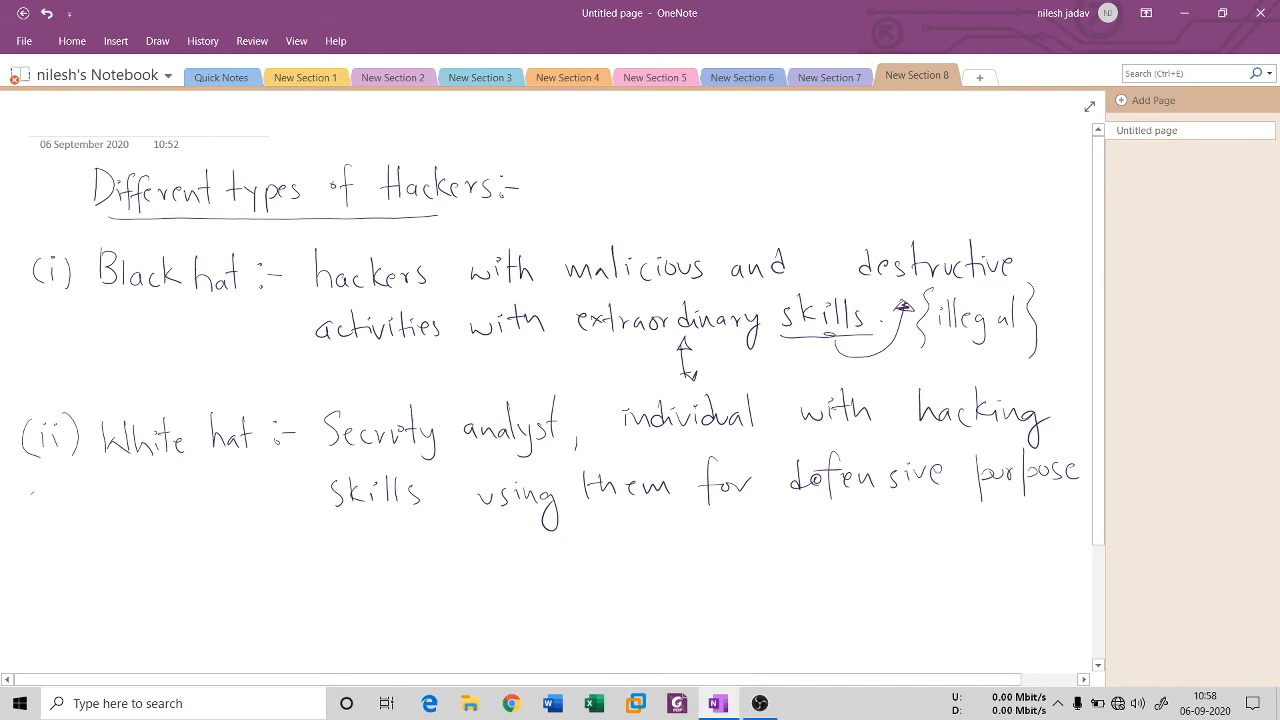 Untitled page - OneNote
nilesh jadav
NJ
File Home Insert Draw History Review View Help
nilesh's Notebook
Quick Notes New Section 1 New Section 2 New Section 3 New Section 4 New Section 5 New Section 6 New Section 7 New Section 8
Search (Ctrl+E)
Add Page
Untitled page
06 September 2020 10:52
Different types of Hackers:-
(i) Black hat :- hackers with malicious and destructive
activities with extraordinary skills. {illegal}
(ii) White hat :- Secruoty analyst, individual with hacking
skills using them for defensive purpose
Type here to search
U: 0.00 Mbit/s
D: 0.00 Mbit/s
10:58
06-09-2020